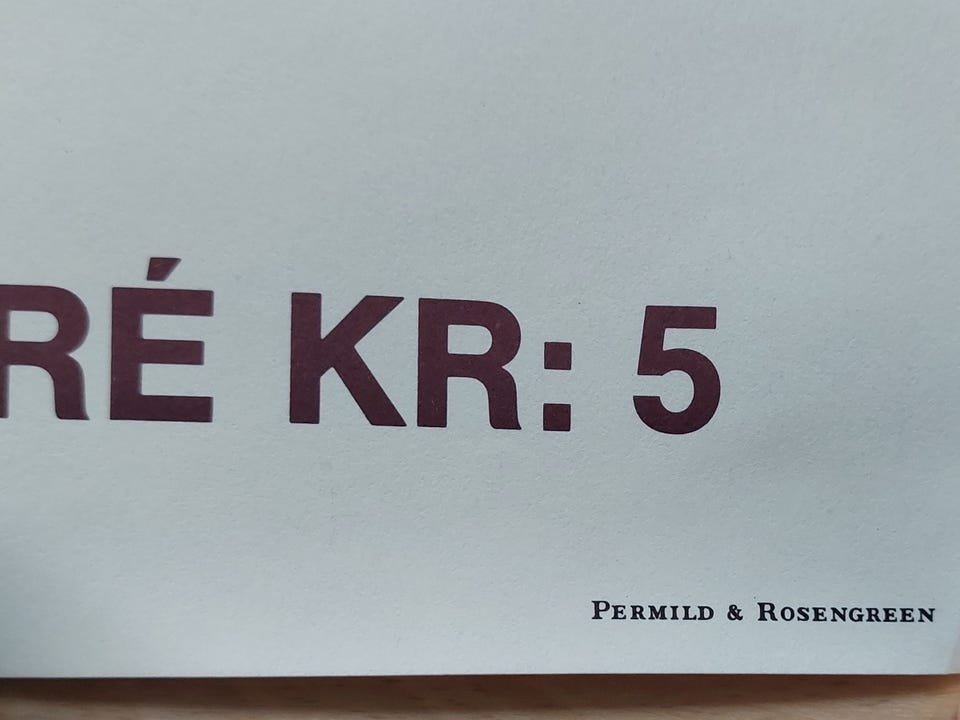 RÉ KR: 5
PERMILD & ROSENGREEN